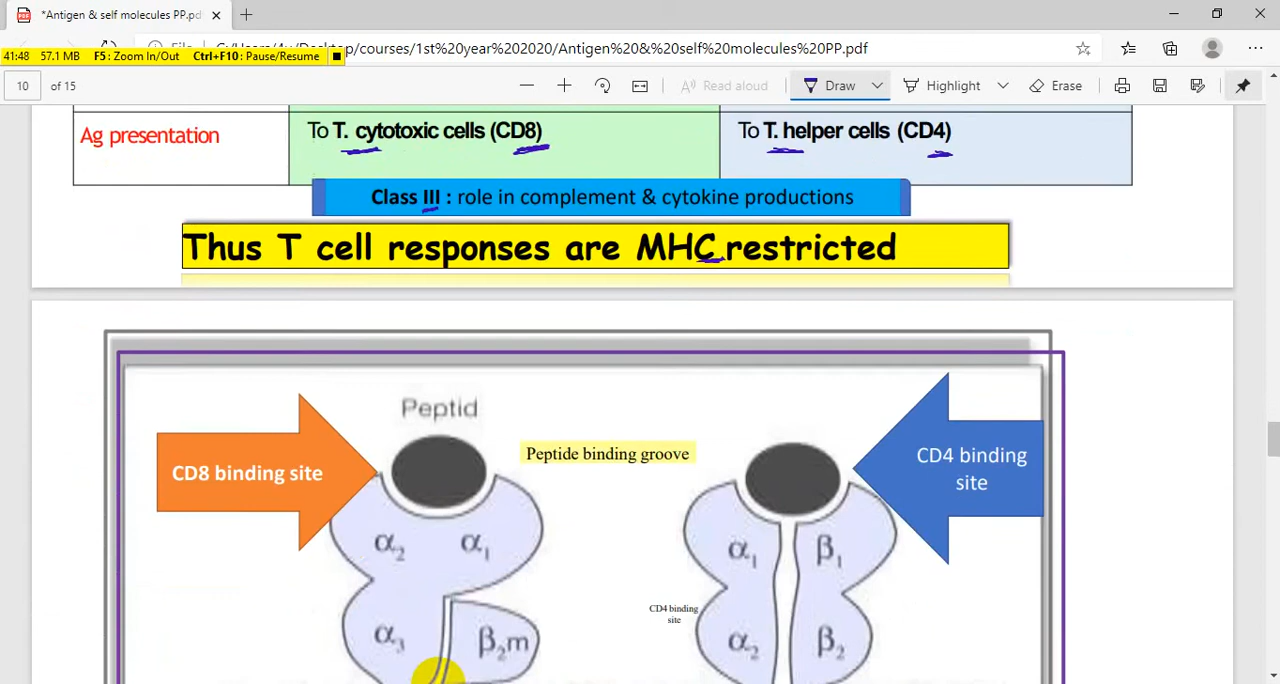 *Antigen & self molecules PP.pd
41:48 57.1 MB F5: Zoom In/Out Ctrl+F10: Pause/Resume
/Desktop/courses/1st%20year%202020/Antigen%20&%20self%20molecules%20PP.pdf
10 of 15
Read aloud
Draw
Highlight
Erase
Ag presentation
To T. cytotoxic cells (CD8)
To T. helper cells (CD4)
Class III : role in complement & cytokine productions
Thus T cell responses are MHC restricted
Peptid
CD8 binding site
Peptide binding groove
CD4 binding
site
α2 α1
α1 β1
CD4 binding
site
α3 β2m
α2 β2